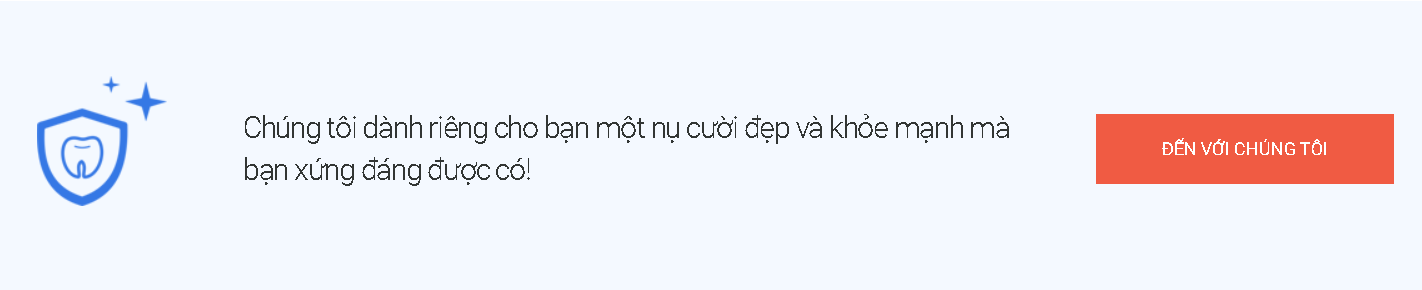 Chúng tôi dành riêng cho bạn một nụ cười đẹp và khỏe mạnh mà
bạn xứng đáng được có!
ĐẾN VỚI CHÚNG TÔI